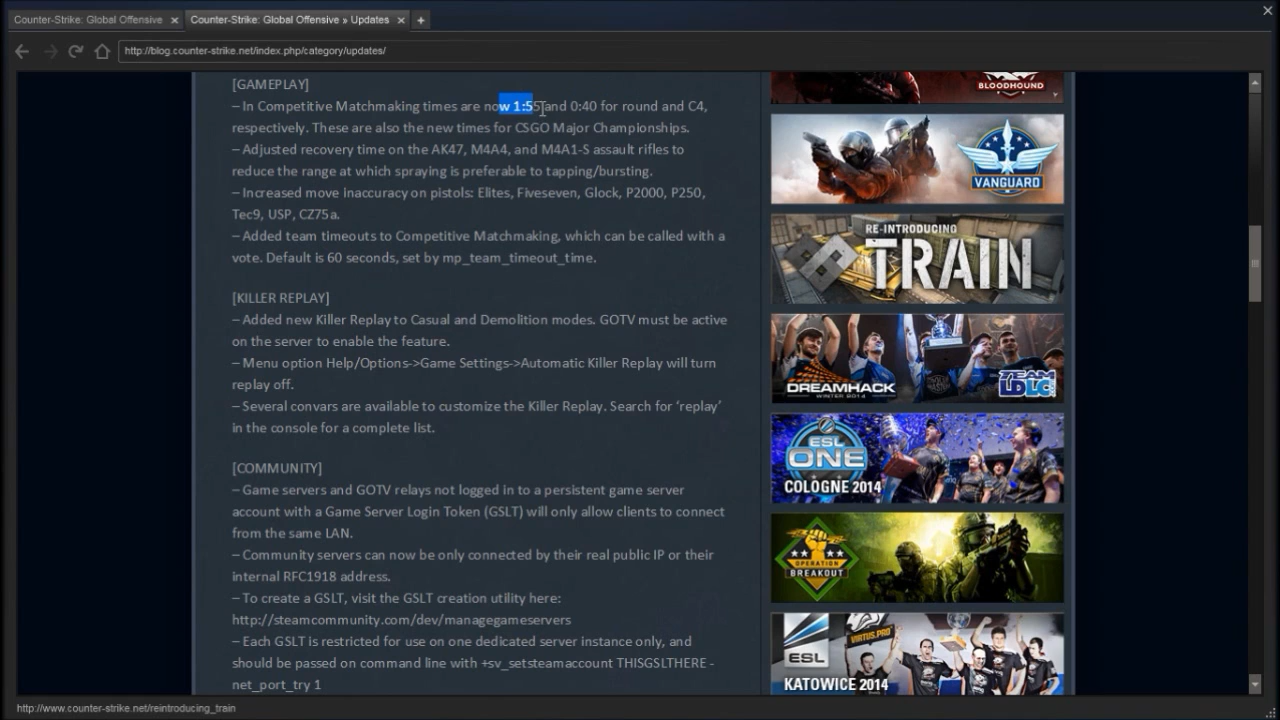 Counter-Strike: Global Offensive
Counter-Strike: Global Offensive » Updates
http://blog.counter-strike.net/index.php/category/updates/
[GAMEPLAY]
– In Competitive Matchmaking times are now 1:55 and 0:40 for round and C4,
respectively. These are also the new times for CSGO Major Championships.
– Adjusted recovery time on the AK47, M4A4, and M4A1-S assault rifles to
reduce the range at which spraying is preferable to tapping/bursting.
– Increased move inaccuracy on pistols: Elites, Fiveseven, Glock, P2000, P250,
Tec9, USP, CZ75a.
– Added team timeouts to Competitive Matchmaking, which can be called with a
vote. Default is 60 seconds, set by mp_team_timeout_time.
[KILLER REPLAY]
– Added new Killer Replay to Casual and Demolition modes. GOTV must be active
on the server to enable the feature.
– Menu option Help/Options->Game Settings->Automatic Killer Replay will turn
replay off.
– Several convars are available to customize the Killer Replay. Search for ‘replay’
in the console for a complete list.
[COMMUNITY]
– Game servers and GOTV relays not logged in to a persistent game server
account with a Game Server Login Token (GSLT) will only allow clients to connect
from the same LAN.
– Community servers can now be only connected by their real public IP or their
internal RFC1918 address.
– To create a GSLT, visit the GSLT creation utility here:
http://steamcommunity.com/dev/managegameservers
– Each GSLT is restricted for use on one dedicated server instance only, and
should be passed on command line with +sv_setsteamaccount THISGSLTHERE -
net_port_try 1
BLOODHOUND
VANGUARD
RE-INTRODUCING
TRAIN
DREAMHACK
WINTER 2014
TEAM
LDLC
ESL
ONE
COLOGNE 2014
OPERATION
BREAKOUT
ESL
VIRTUS.PRO
KATOWICE 2014
http://www.counter-strike.net/reintroducing_train